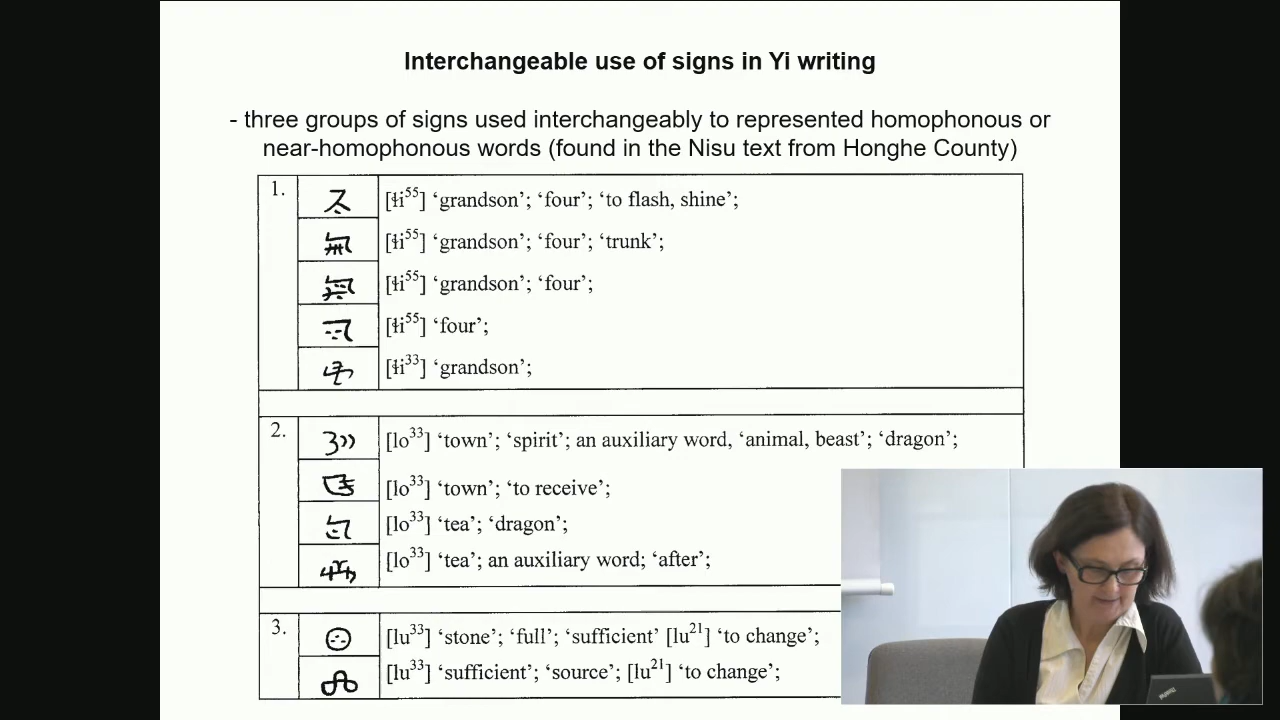 Interchangeable use of signs in Yi writing
- three groups of signs used interchangeably to represented homophonous or
near-homophonous words (found in the Nisu text from Honghe County)
1.
[ɬi⁵⁵] ‘grandson’; ‘four’; ‘to flash, shine’;
[ɬi⁵⁵] ‘grandson’; ‘four’; ‘trunk’;
[ɬi⁵⁵] ‘grandson’; ‘four’;
[ɬi⁵⁵] ‘four’;
[ɬi³³] ‘grandson’;
2.
[lo³³] ‘town’; ‘spirit’; an auxiliary word, ‘animal, beast’; ‘dragon’;
[lo³³] ‘town’; ‘to receive’;
[lo³³] ‘tea’; ‘dragon’;
[lo³³] ‘tea’; an auxiliary word; ‘after’;
3.
[lu³³] ‘stone’; ‘full’; ‘sufficient’ [lu²¹] ‘to change’;
[lu³³] ‘sufficient’; ‘source’; [lu²¹] ‘to change’;